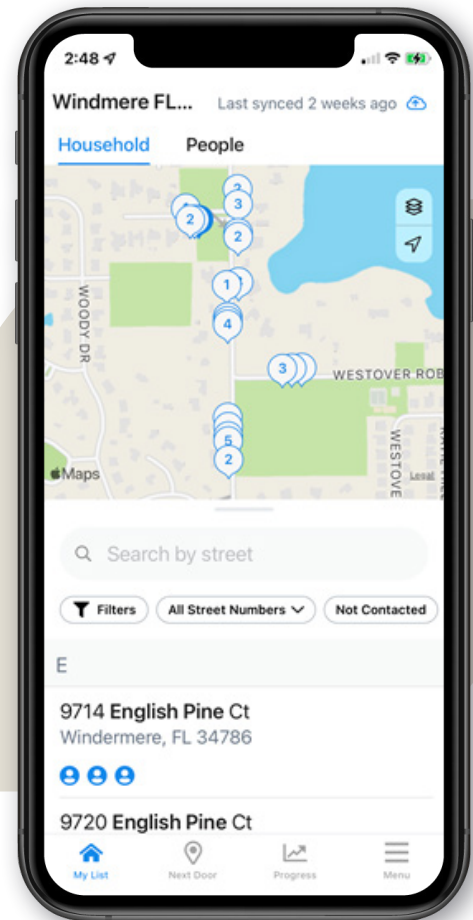 2:48
Windmere FL... Last synced 2 weeks ago
Household People
2
3
2
2
1
4
3
5
2
WOODY DR
WESTOVER ROB
WESTOVE
Maps
Legal
Search by street
Filters All Street Numbers Not Contacted
E
9714 English Pine Ct
Windermere, FL 34786
9720 English Pine Ct
My List Next Door Progress Menu